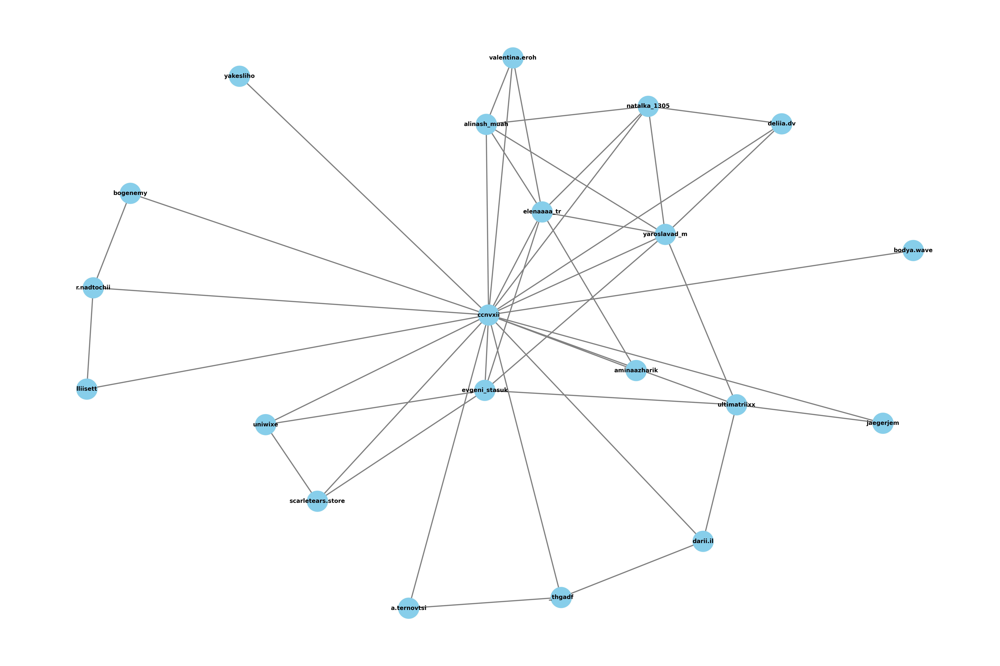 valentina.eroh
yakesliho
natalka_1305
alinash_muah
deliia.dv
bogenemy
elenaaaa_tr
yaroslavad_m
bodya.wave
r.nadtochii
ccnvxii
aminaazharik
lliisett
evgeni_stasuk
ultimatriixx
jaegerjem
uniwixe
scarletears.store
darii.il
_thgadf
a.ternovtsi